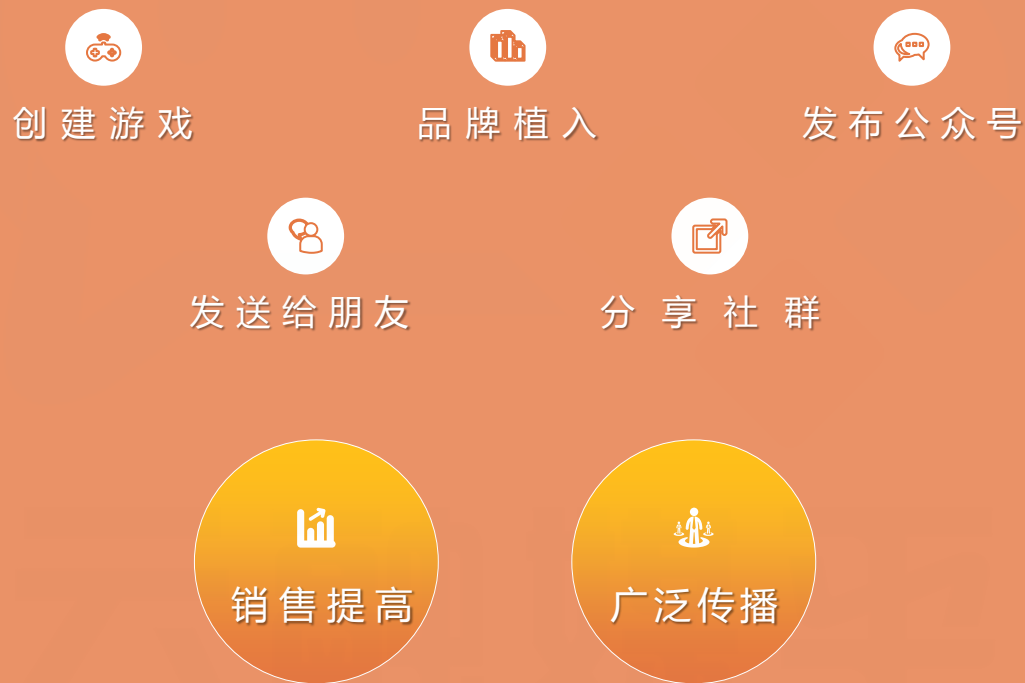 创建游戏
品牌植入
发布公众号
发送给朋友
分享社群
销售提高
广泛传播